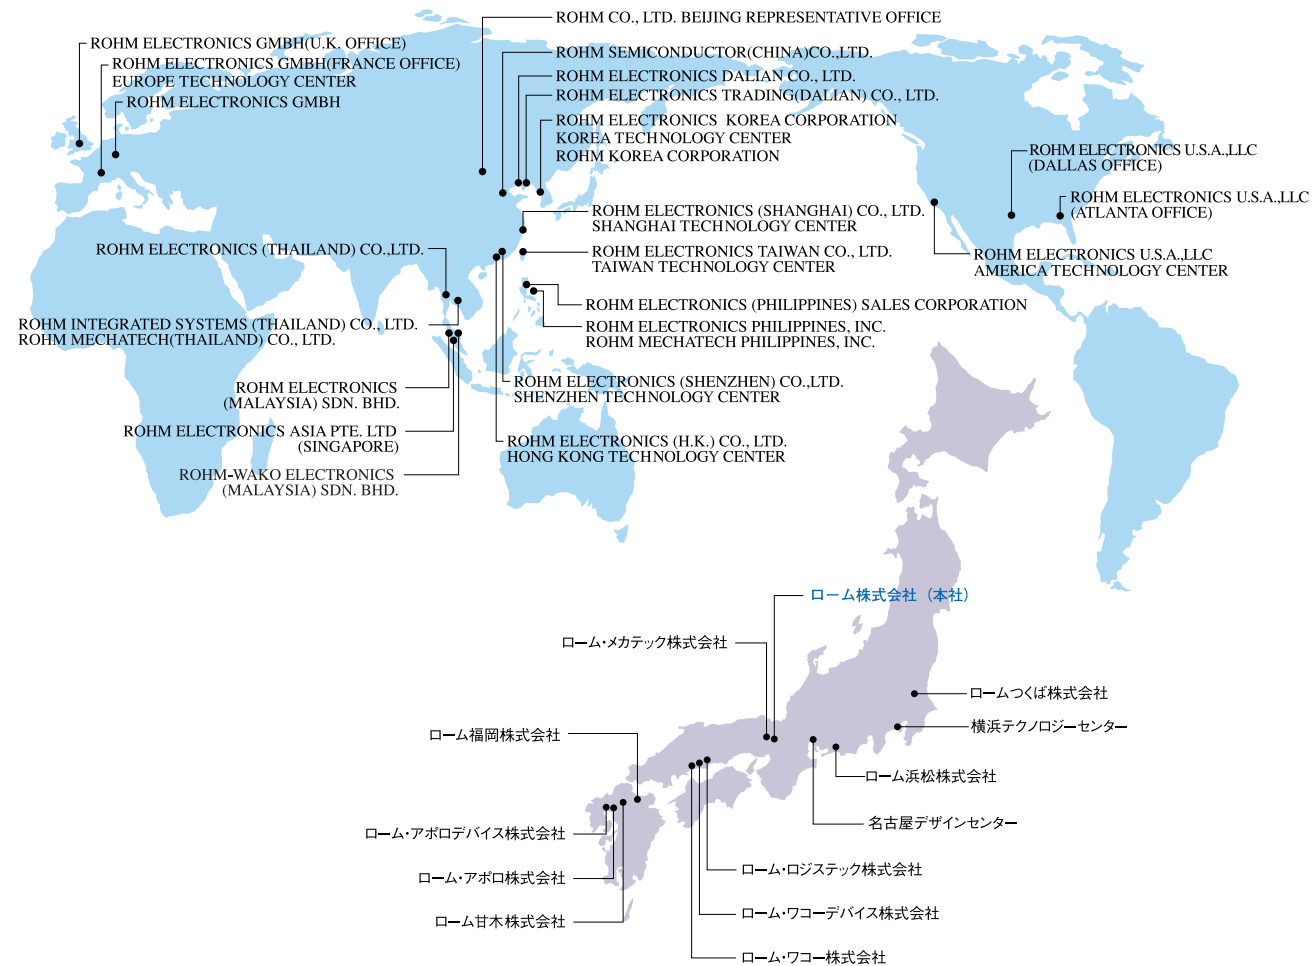 ROHM CO., LTD. BEIJING REPRESENTATIVE OFFICE
ROHM ELECTRONICS GMBH(U.K. OFFICE)
ROHM ELECTRONICS GMBH(FRANCE OFFICE)
EUROPE TECHNOLOGY CENTER
ROHM ELECTRONICS GMBH
ROHM SEMICONDUCTOR(CHINA)CO.,LTD.
ROHM ELECTRONICS DALIAN CO., LTD.
ROHM ELECTRONICS TRADING(DALIAN) CO., LTD.
ROHM ELECTRONICS KOREA CORPORATION
KOREA TECHNOLOGY CENTER
ROHM KOREA CORPORATION
ROHM ELECTRONICS U.S.A.,LLC
(DALLAS OFFICE)
ROHM ELECTRONICS U.S.A.,LLC
(ATLANTA OFFICE)
ROHM ELECTRONICS (SHANGHAI) CO., LTD.
SHANGHAI TECHNOLOGY CENTER
ROHM ELECTRONICS (THAILAND) CO.,LTD.
ROHM ELECTRONICS TAIWAN CO., LTD.
TAIWAN TECHNOLOGY CENTER
ROHM ELECTRONICS U.S.A.,LLC
AMERICA TECHNOLOGY CENTER
ROHM ELECTRONICS (PHILIPPINES) SALES CORPORATION
ROHM INTEGRATED SYSTEMS (THAILAND) CO., LTD.
ROHM MECHATECH(THAILAND) CO., LTD.
ROHM ELECTRONICS PHILIPPINES, INC.
ROHM MECHATECH PHILIPPINES, INC.
ROHM ELECTRONICS
(MALAYSIA) SDN. BHD.
ROHM ELECTRONICS (SHENZHEN) CO.,LTD.
SHENZHEN TECHNOLOGY CENTER
ROHM ELECTRONICS ASIA PTE. LTD
(SINGAPORE)
ROHM ELECTRONICS (H.K.) CO., LTD.
HONG KONG TECHNOLOGY CENTER
ROHM-WAKO ELECTRONICS
(MALAYSIA) SDN. BHD.
ローム株式会社（本社）
ローム・メカテック株式会社
ロームつくば株式会社
横浜テクノロジーセンター
ローム福岡株式会社
ローム浜松株式会社
名古屋デザインセンター
ローム・アポロデバイス株式会社
ローム・ロジステック株式会社
ローム・アポロ株式会社
ローム・ワコーデバイス株式会社
ローム甘木株式会社
ローム・ワコー株式会社